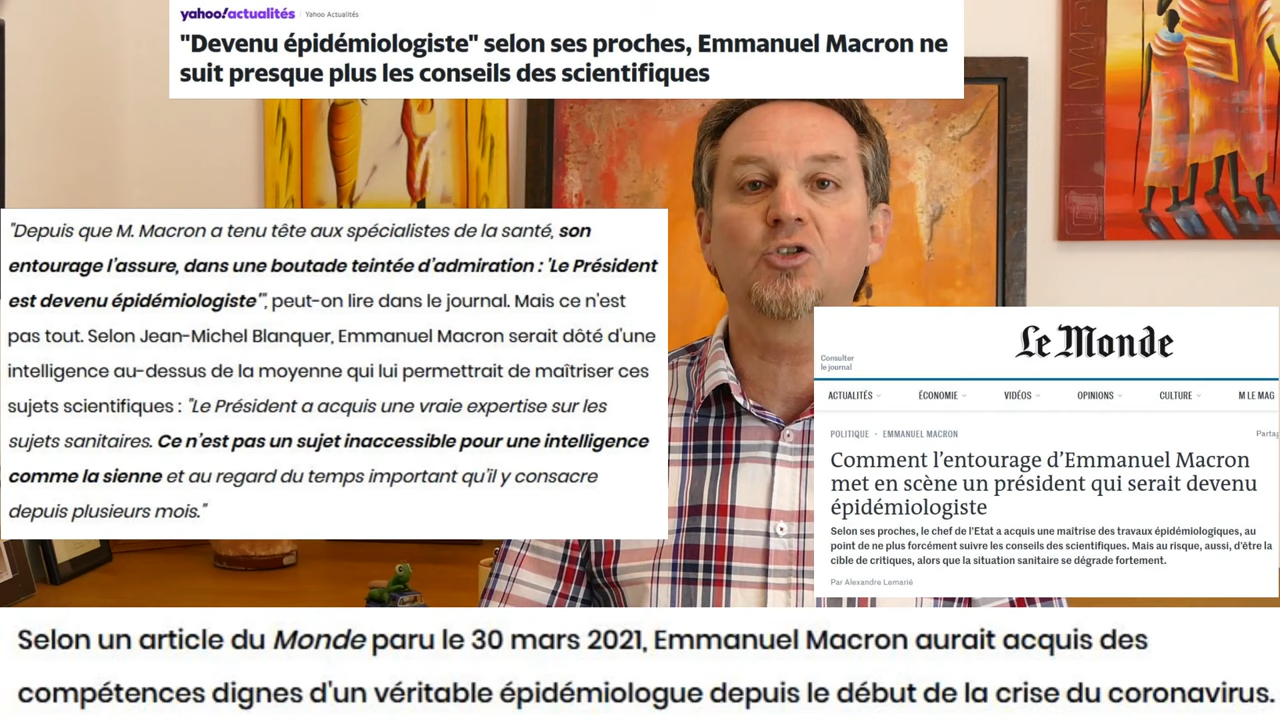 yahoo!actualités | Yahoo Actualités
"Devenu épidémiologiste" selon ses proches, Emmanuel Macron ne
suit presque plus les conseils des scientifiques
"Depuis que M. Macron a tenu tête aux spécialistes de la santé, son
entourage l'assure, dans une boutade teintée d'admiration : 'Le Président
est devenu épidémiologiste'", peut-on lire dans le journal. Mais ce n'est
pas tout. Selon Jean-Michel Blanquer, Emmanuel Macron serait dôté d'une
intelligence au-dessus de la moyenne qui lui permettrait de maîtriser ces
sujets scientifiques : "Le Président a acquis une vraie expertise sur les
sujets sanitaires. Ce n'est pas un sujet inaccessible pour une intelligence
comme la sienne et au regard du temps important qu'il y consacre
depuis plusieurs mois."
Consulter
le journal
Le Monde
ACTUALITÉS ÉCONOMIE VIDÉOS OPINIONS CULTURE M LE MAG
POLITIQUE • EMMANUEL MACRON Partag
Comment l'entourage d'Emmanuel Macron
met en scène un président qui serait devenu
épidémiologiste
Selon ses proches, le chef de l'Etat a acquis une maîtrise des travaux épidémiologiques, au
point de ne plus forcément suivre les conseils des scientifiques. Mais au risque, aussi, d'être la
cible de critiques, alors que la situation sanitaire se dégrade fortement.
Par Alexandre Lemarié
Selon un article du Monde paru le 30 mars 2021, Emmanuel Macron aurait acquis des
compétences dignes d'un véritable épidémiologue depuis le début de la crise du coronavirus.